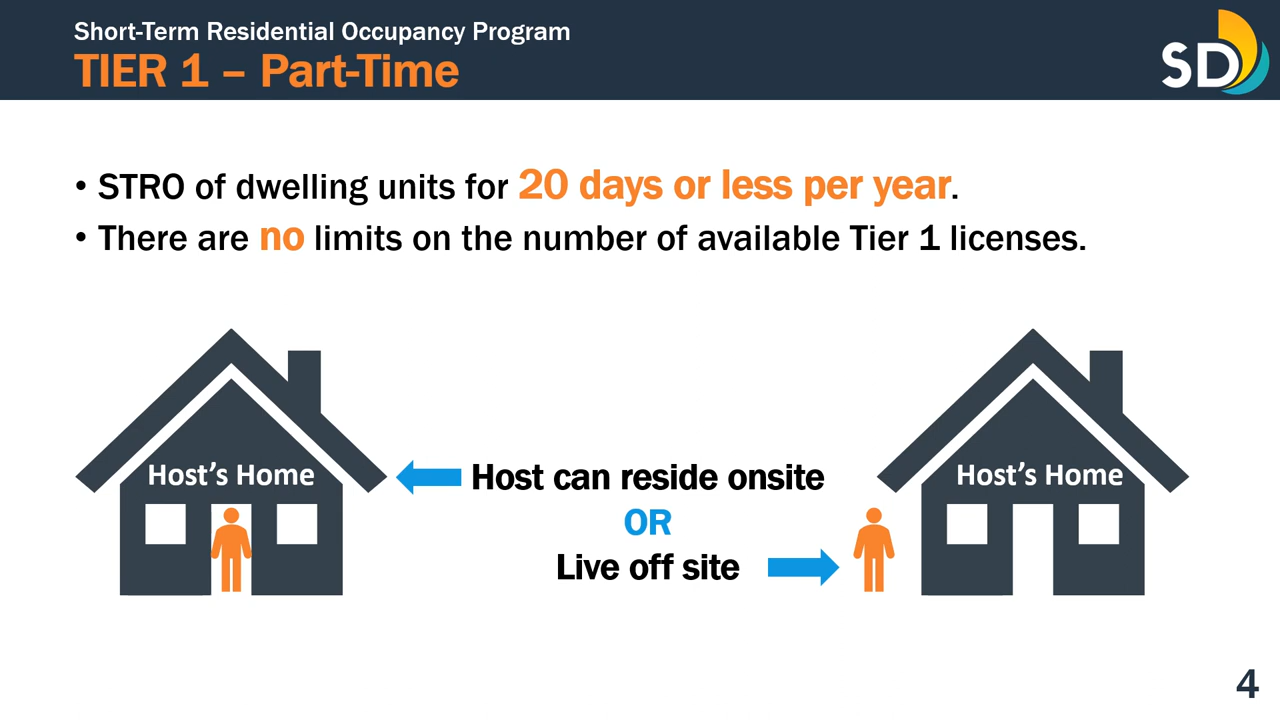 Short-Term Residential Occupancy Program
TIER 1 – Part-Time
SD
• STRO of dwelling units for 20 days or less per year.
• There are no limits on the number of available Tier 1 licenses.
Host’s Home
Host can reside onsite
OR
Live off site
Host’s Home
4